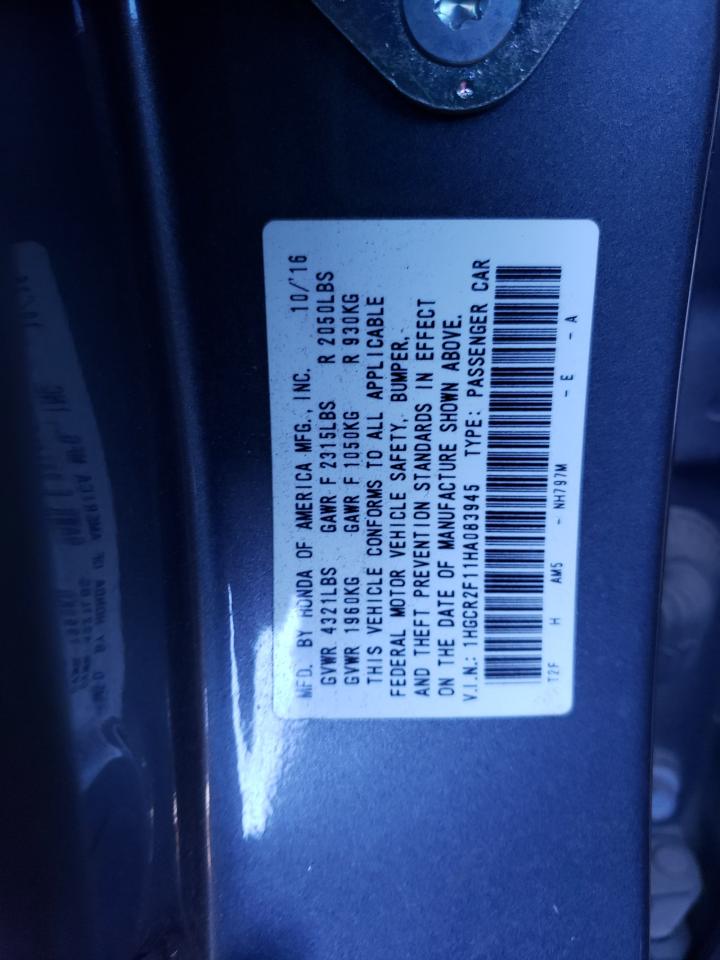 MFD. BY HONDA OF AMERICA MFG., INC. 10/'16
GVWR 4321LBS GAWR F 2315LBS R 2050LBS
GVWR 1960KG GAWR F 1050KG R 930KG
THIS VEHICLE CONFORMS TO ALL APPLICABLE
FEDERAL MOTOR VEHICLE SAFETY, BUMPER,
AND THEFT PREVENTION STANDARDS IN EFFECT
ON THE DATE OF MANUFACTURE SHOWN ABOVE.
V.I.N.: 1HGCR2F11HA083945 TYPE: PASSENGER CAR
T2F H AM5 - NH797M - E - A